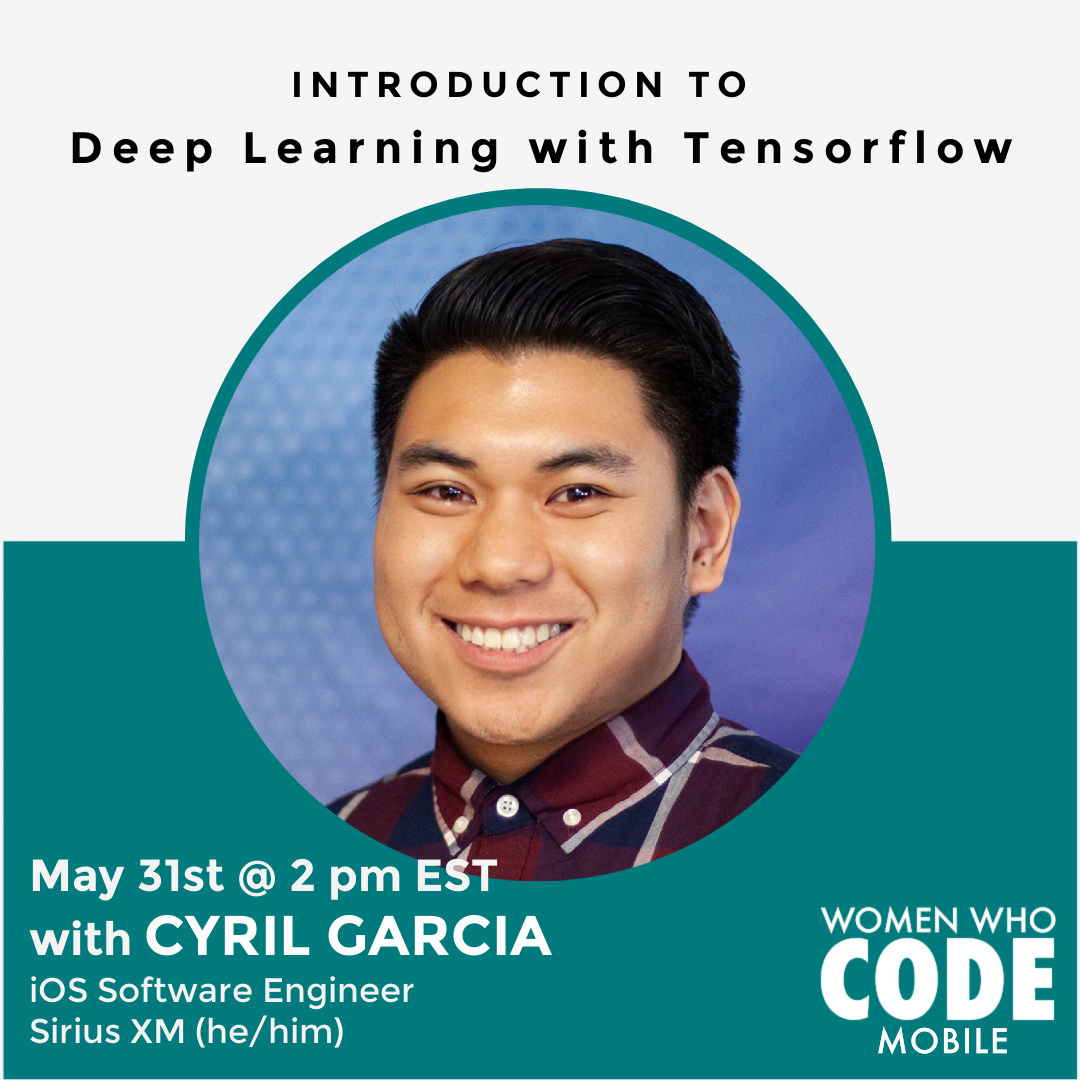 INTRODUCTION TO
Deep Learning with Tensorflow
May 31st @ 2 pm EST
with CYRIL GARCIA
iOS Software Engineer
Sirius XM (he/him)
WOMEN WHO
CODE
MOBILE